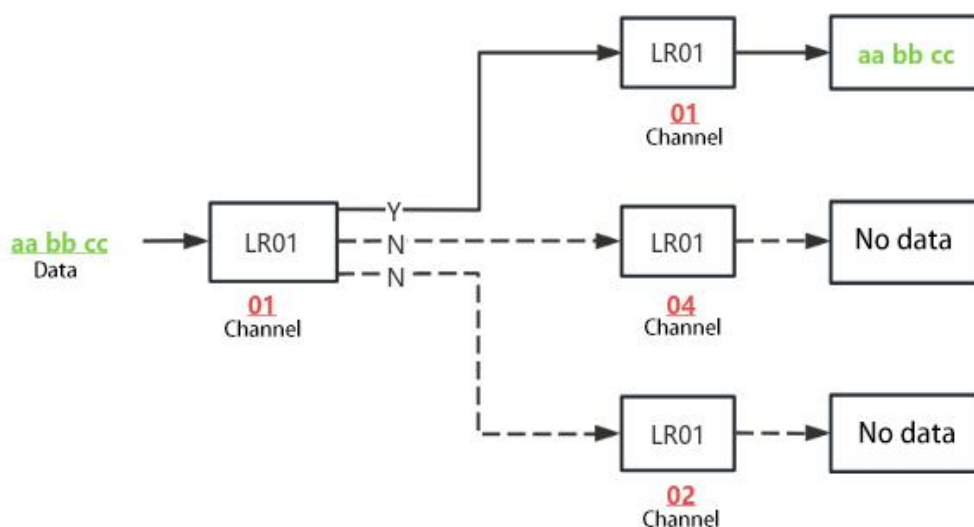 LR01
aa bb cc
01
Channel
Y
aa bb cc
Data
LR01
01
Channel
N
N
LR01
04
Channel
No data
LR01
02
Channel
No data